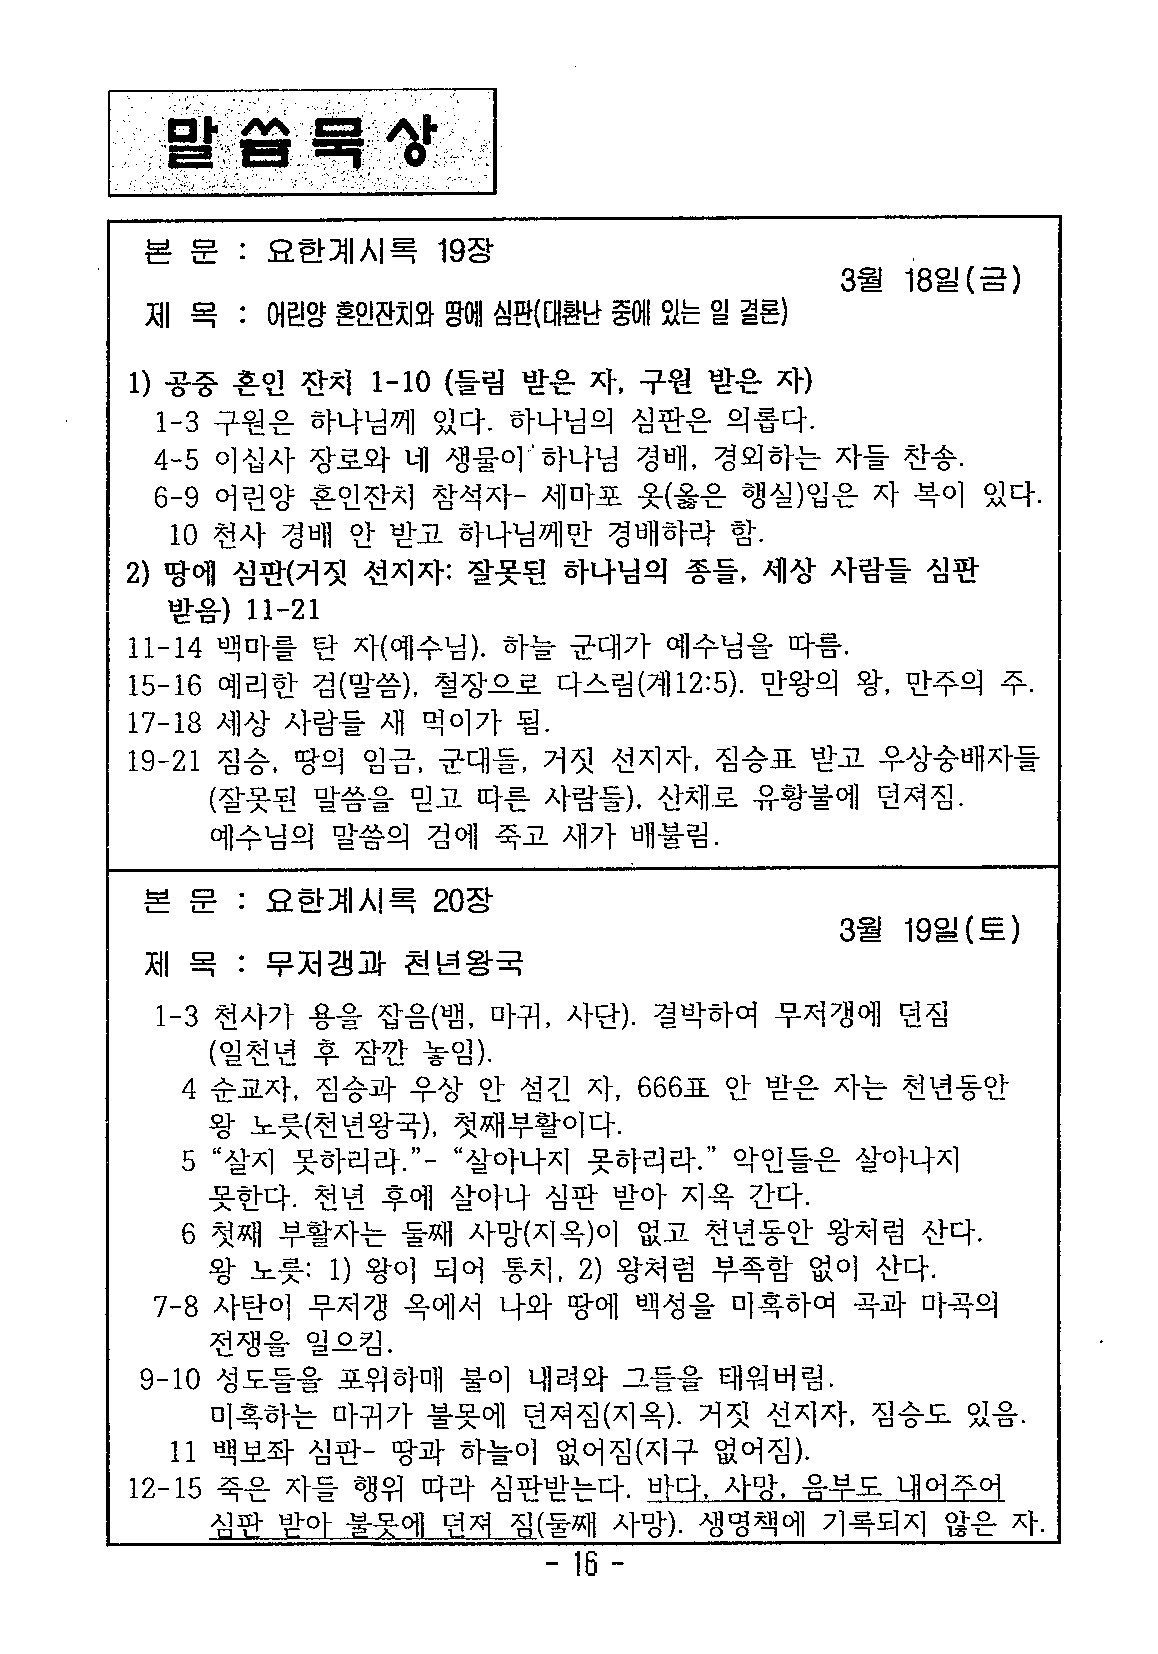 말씀묵상
본 문 : 요한계시록 19장
3월 18일(금)
제 목 : 어린양 혼인잔치와 땅에 심판(대환난 중에 있는 일 결론)
1) 공중 혼인 잔치 1-10 (들림 받은 자, 구원 받은 자)
1-3 구원은 하나님께 있다. 하나님의 심판은 의롭다.
4-5 이십사 장로와 네 생물이 하나님 경배, 경외하는 자들 찬송.
6-9 어린양 혼인잔치 참석자- 세마포 옷(옳은 행실)입은 자 복이 있다.
10 천사 경배 안 받고 하나님께만 경배하라 함.
2) 땅에 심판(거짓 선지자: 잘못된 하나님의 종들, 세상 사람들 심판
받음) 11-21
11-14 백마를 탄 자(예수님). 하늘 군대가 예수님을 따름.
15-16 예리한 검(말씀), 철장으로 다스림(계12:5). 만왕의 왕, 만주의 주.
17-18 세상 사람들 새 먹이가 됨.
19-21 짐승, 땅의 임금, 군대들, 거짓 선지자, 짐승표 받고 우상숭배자들
(잘못된 말씀을 믿고 따른 사람들), 산채로 유황불에 던져짐.
예수님의 말씀의 검에 죽고 새가 배불림.
본 문 : 요한계시록 20장
3월 19일(토)
제 목 : 무저갱과 천년왕국
1-3 천사가 용을 잡음(뱀, 마귀, 사단). 결박하여 무저갱에 던짐
(일천년 후 잠깐 놓임).
4 순교자, 짐승과 우상 안 섬긴 자, 666표 안 받은 자는 천년동안
왕 노릇(천년왕국), 첫째부활이다.
5 “살지 못하리라.”- “살아나지 못하리라.” 악인들은 살아나지
못한다. 천년 후에 살아나 심판 받아 지옥 간다.
6 첫째 부활자는 둘째 사망(지옥)이 없고 천년동안 왕처럼 산다.
왕 노릇: 1) 왕이 되어 통치, 2) 왕처럼 부족함 없이 산다.
7-8 사탄이 무저갱 옥에서 나와 땅에 백성을 미혹하여 곡과 마곡의
전쟁을 일으킴.
9-10 성도들을 포위하매 불이 내려와 그들을 태워버림.
미혹하는 마귀가 불못에 던져짐(지옥). 거짓 선지자, 짐승도 있음.
11 백보좌 심판- 땅과 하늘이 없어짐(지구 없어짐).
12-15 죽은 자들 행위 따라 심판받는다. 바다, 사망, 음부도 내어주어
심판 받아 불못에 던져 짐(둘째 사망). 생명책에 기록되지 않은 자.
- 16 -